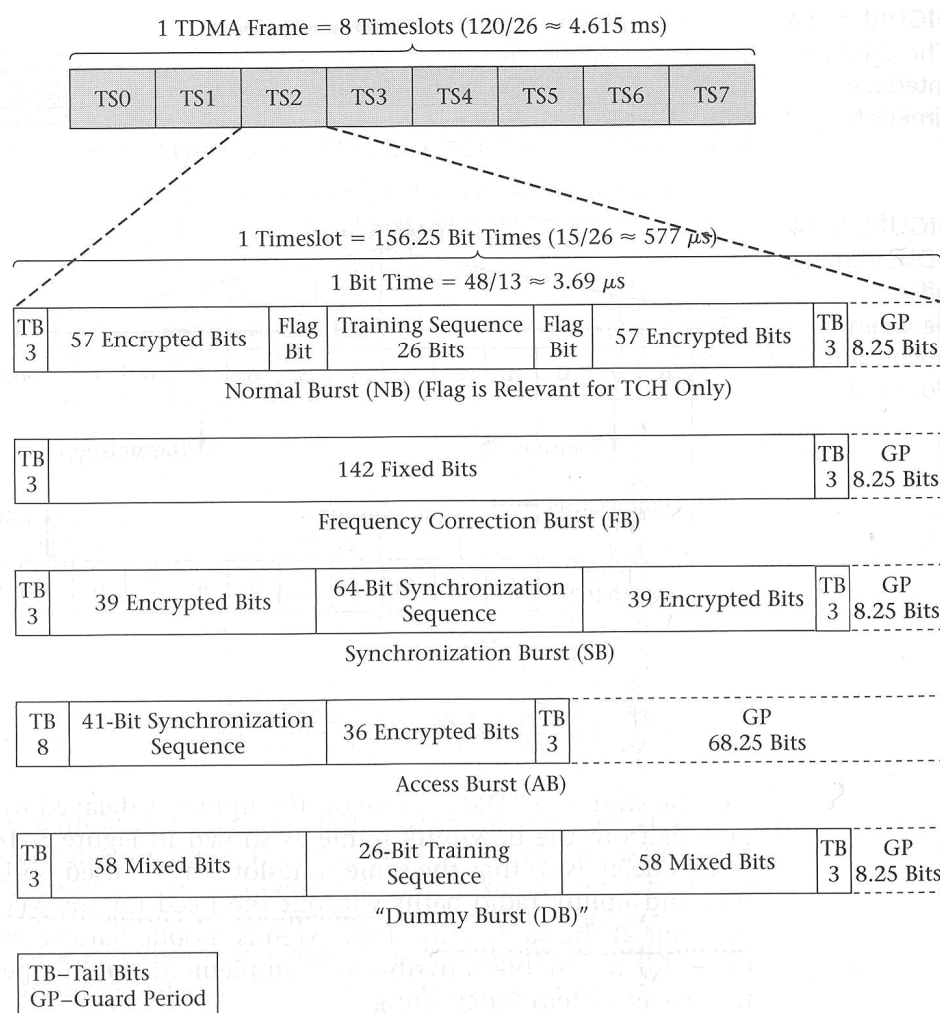 1 TDMA Frame = 8 Timeslots (120/26 ≈ 4.615 ms)
TS0 TS1 TS2 TS3 TS4 TS5 TS6 TS7
1 Timeslot = 156.25 Bit Times (15/26 ≈ 577 μs)
1 Bit Time = 48/13 ≈ 3.69 μs
TB 3
57 Encrypted Bits
Flag Bit
Training Sequence 26 Bits
Flag Bit
57 Encrypted Bits
TB 3
GP 8.25 Bits
Normal Burst (NB) (Flag is Relevant for TCH Only)
TB 3
142 Fixed Bits
TB 3
GP 8.25 Bits
Frequency Correction Burst (FB)
TB 3
39 Encrypted Bits
64-Bit Synchronization Sequence
39 Encrypted Bits
TB 3
GP 8.25 Bits
Synchronization Burst (SB)
TB 8
41-Bit Synchronization Sequence
36 Encrypted Bits
TB 3
GP 68.25 Bits
Access Burst (AB)
TB 3
58 Mixed Bits
26-Bit Training Sequence
58 Mixed Bits
TB 3
GP 8.25 Bits
“Dummy Burst (DB)”
TB–Tail Bits
GP–Guard Period